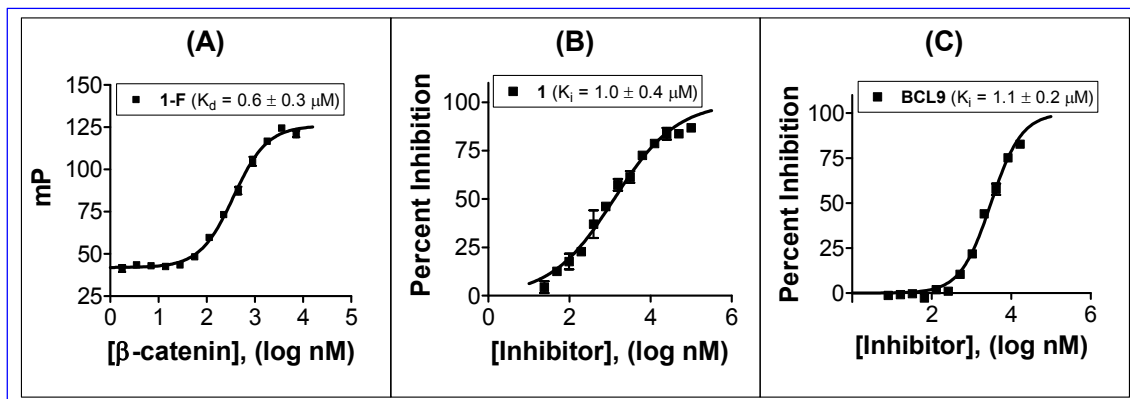 (A)
1-F (Kd = 0.6 ± 0.3 μM)
mP
150
125
100
75
50
25
0
1
2
3
4
5
[β-catenin], (log nM)
(B)
1 (Ki = 1.0 ± 0.4 μM)
Percent Inhibition
100
75
50
25
0
0
2
4
6
[Inhibitor], (log nM)
(C)
BCL9 (Ki = 1.1 ± 0.2 μM)
Percent Inhibition
100
75
50
25
0
2
4
6
[Inhibitor], (log nM)